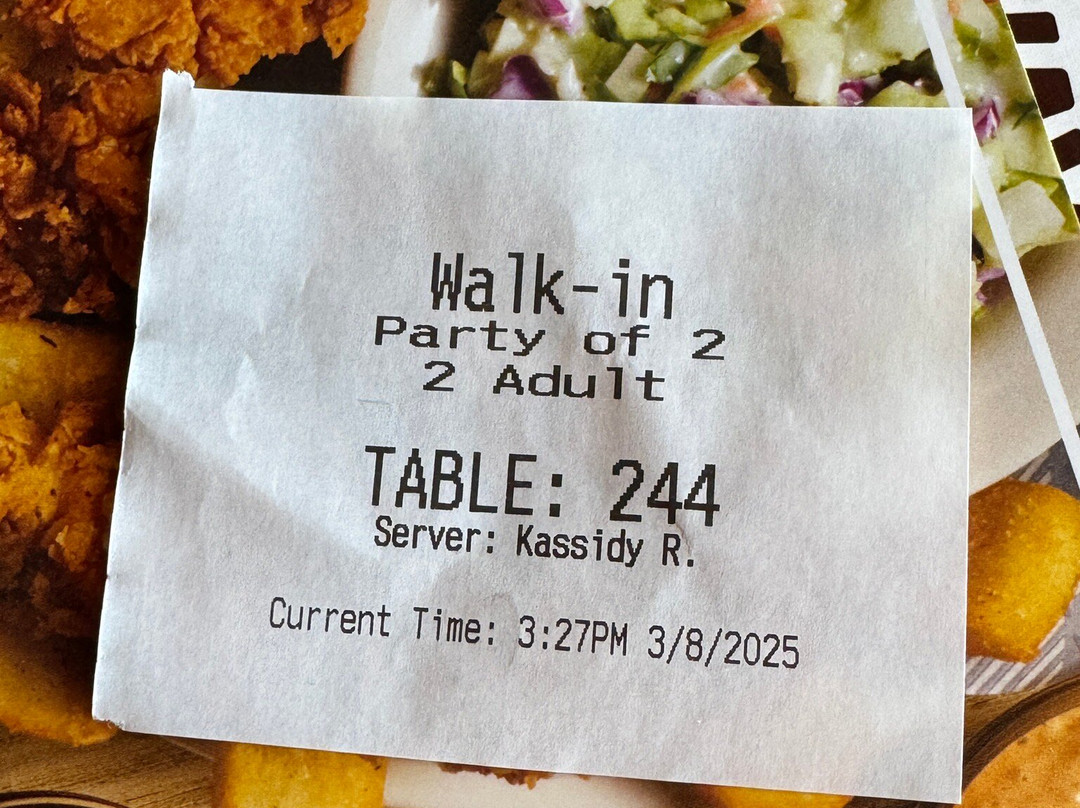 Walk-in
Party of 2
2 Adult
TABLE: 244
Server: Kassidy R.
Current Time: 3:27PM 3/8/2025